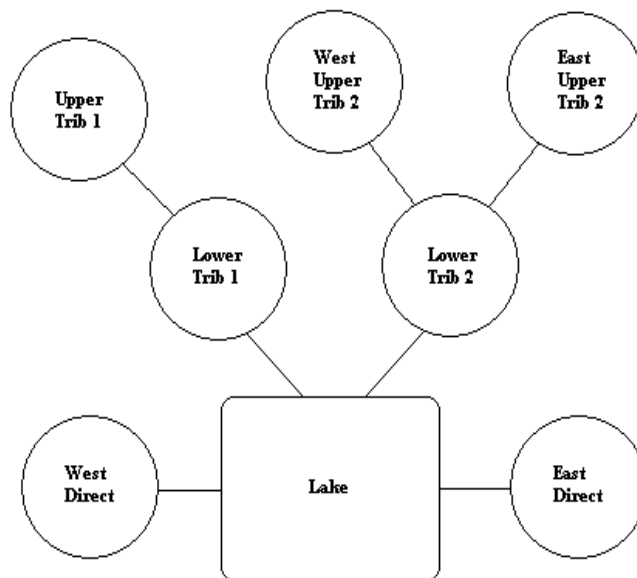 West
Upper
Trib 2
East
Upper
Trib 2
Upper
Trib 1
Lower
Trib 1
Lower
Trib 2
West
Direct
Lake
East
Direct